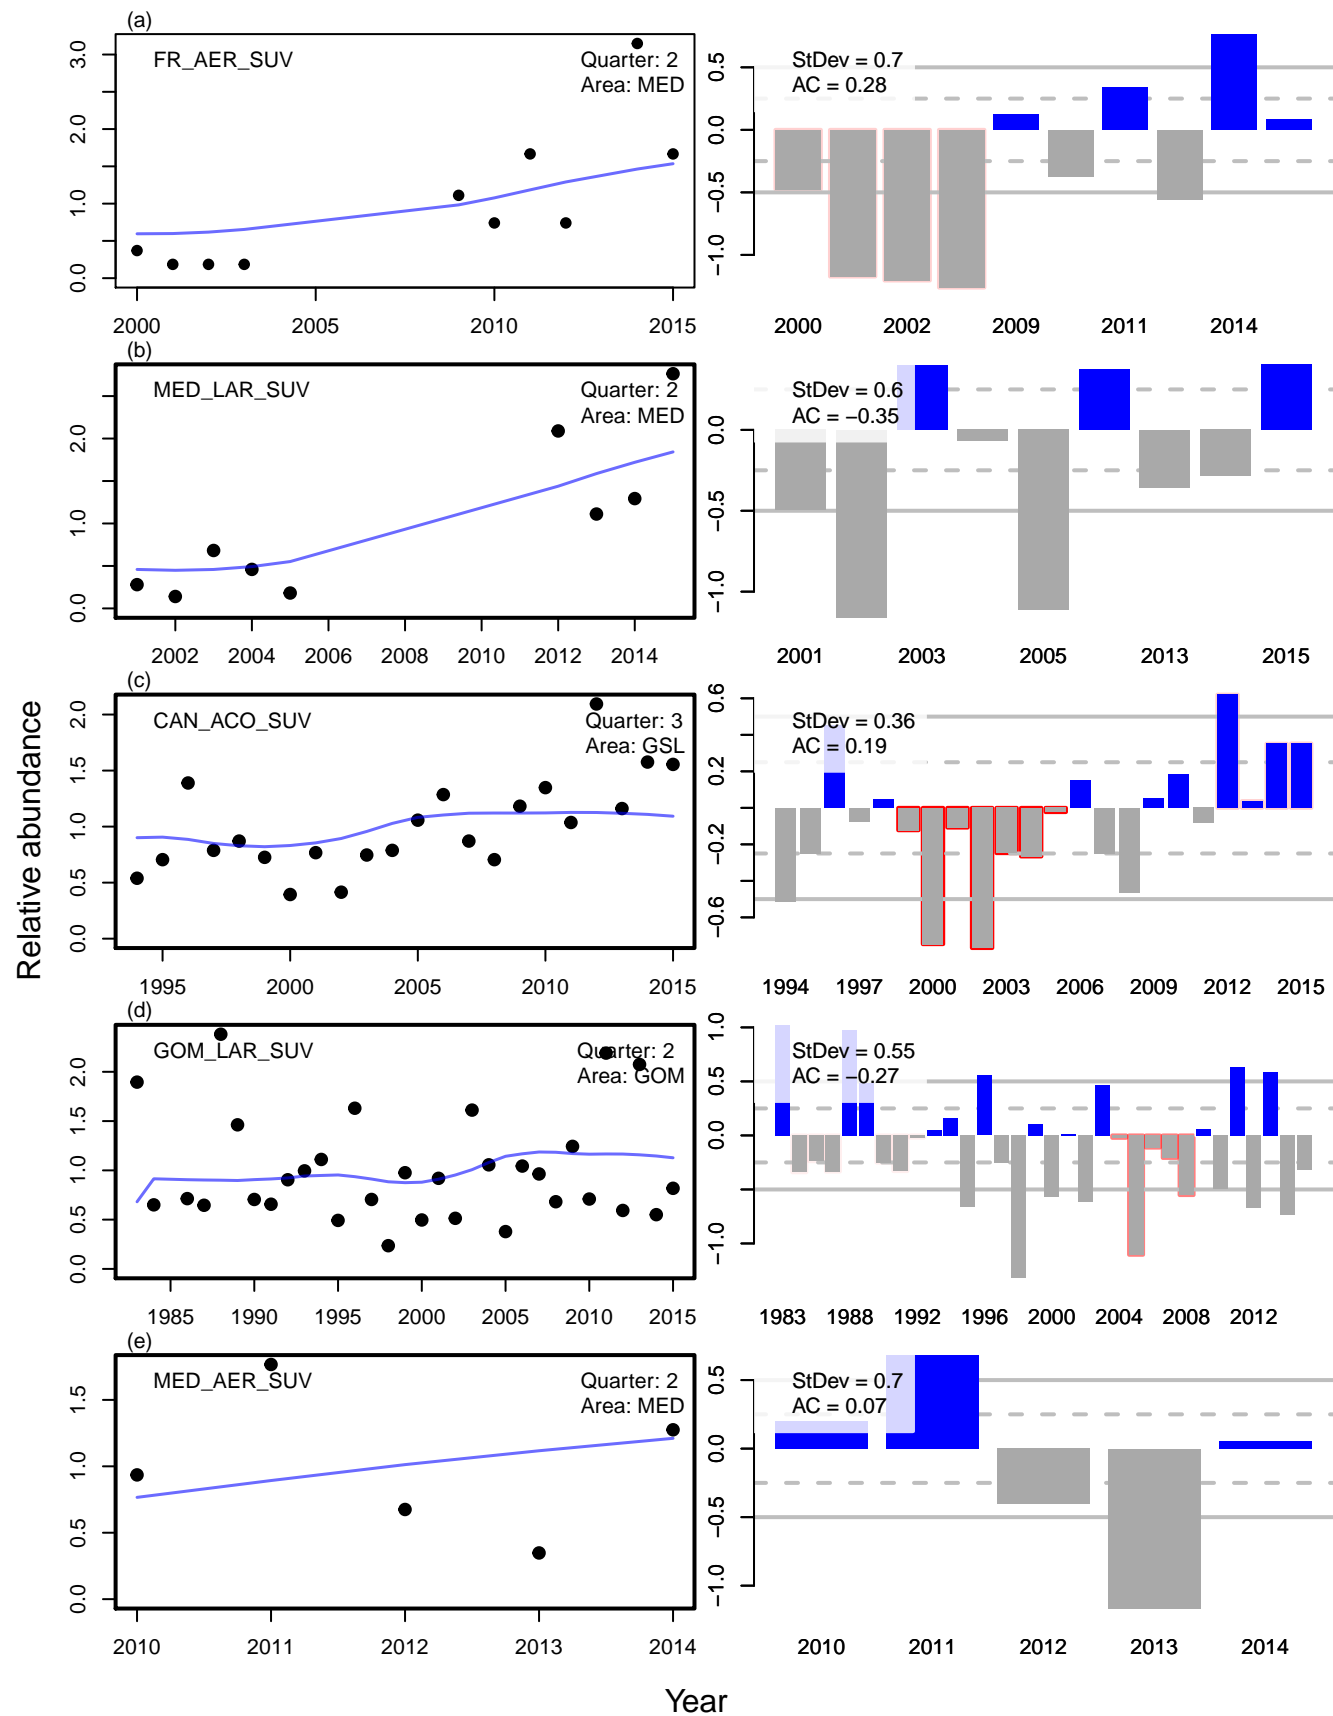 (a)
FR_AER_SUV
Quarter: 2
Area: MED
0.0 1.0 2.0 3.0
2000 2005 2010 2015
StDev = 0.7
AC = 0.28
−1.0 −0.5 0.0 0.5
2000 2002 2009 2011 2014
(b)
MED_LAR_SUV
Quarter: 2
Area: MED
0.0 1.0 2.0
2002 2004 2006 2008 2010 2012 2014
StDev = 0.6
AC = −0.35
−1.0 −0.5 0.0
2001 2003 2005 2013 2015
(c)
CAN_ACO_SUV
Quarter: 3
Area: GSL
0.0 0.5 1.0 1.5 2.0
1995 2000 2005 2010 2015
StDev = 0.36
AC = 0.19
−0.6 −0.2 0.2 0.6
1994 1997 2000 2003 2006 2009 2012 2015
(d)
GOM_LAR_SUV
Quarter: 2
Area: GOM
0.0 0.5 1.0 1.5 2.0
1985 1990 1995 2000 2005 2010 2015
StDev = 0.55
AC = −0.27
−1.0 0.0 0.5 1.0
1983 1988 1992 1996 2000 2004 2008 2012
(e)
MED_AER_SUV
Quarter: 2
Area: MED
0.0 0.5 1.0 1.5
2010 2011 2012 2013 2014
StDev = 0.7
AC = 0.07
−1.0 −0.5 0.0 0.5
2010 2011 2012 2013 2014
Relative abundance
Year